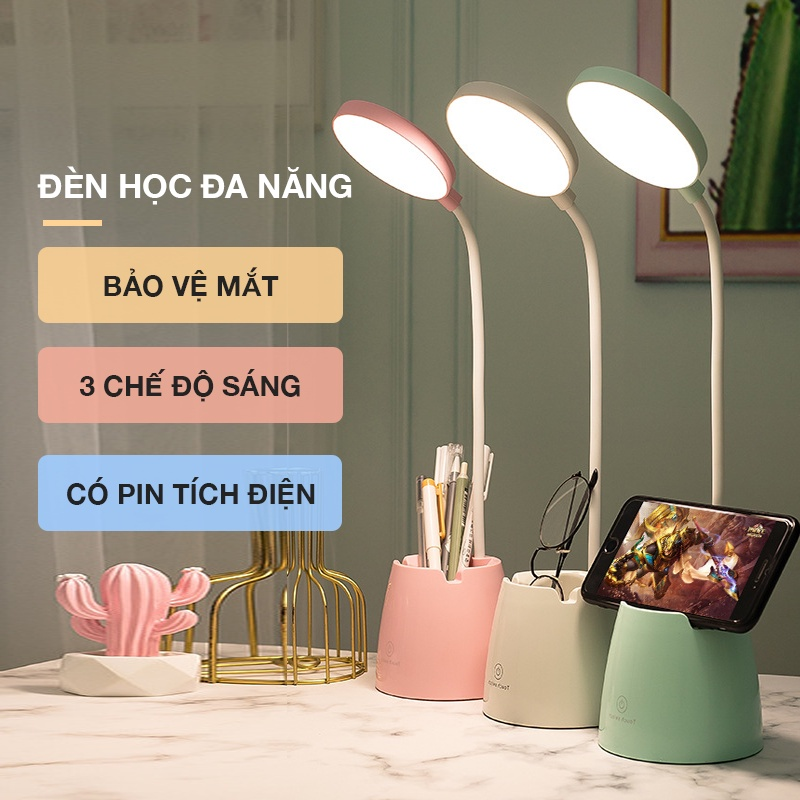 ĐÈN HỌC ĐA NĂNG
BẢO VỆ MẮT
3 CHẾ ĐỘ SÁNG
CÓ PIN TÍCH ĐIỆN